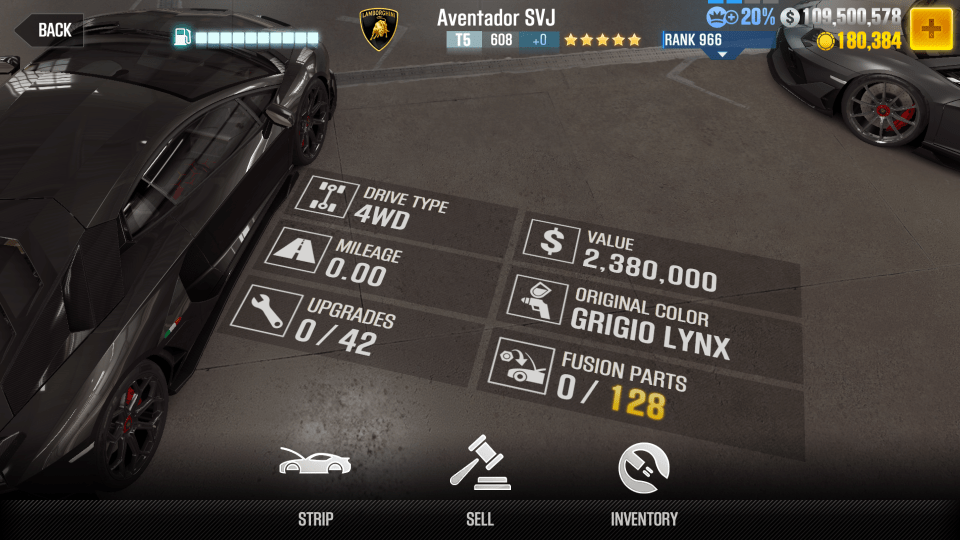 BACK
LAMBORGHINI
Aventador SVJ
T5 608 +0
20%
109,500,578
RANK 966
180,384
DRIVE TYPE
4WD
MILEAGE
0.00
UPGRADES
0/42
VALUE
2,380,000
ORIGINAL COLOR
GRIGIO LYNX
FUSION PARTS
0/128
STRIP
SELL
INVENTORY